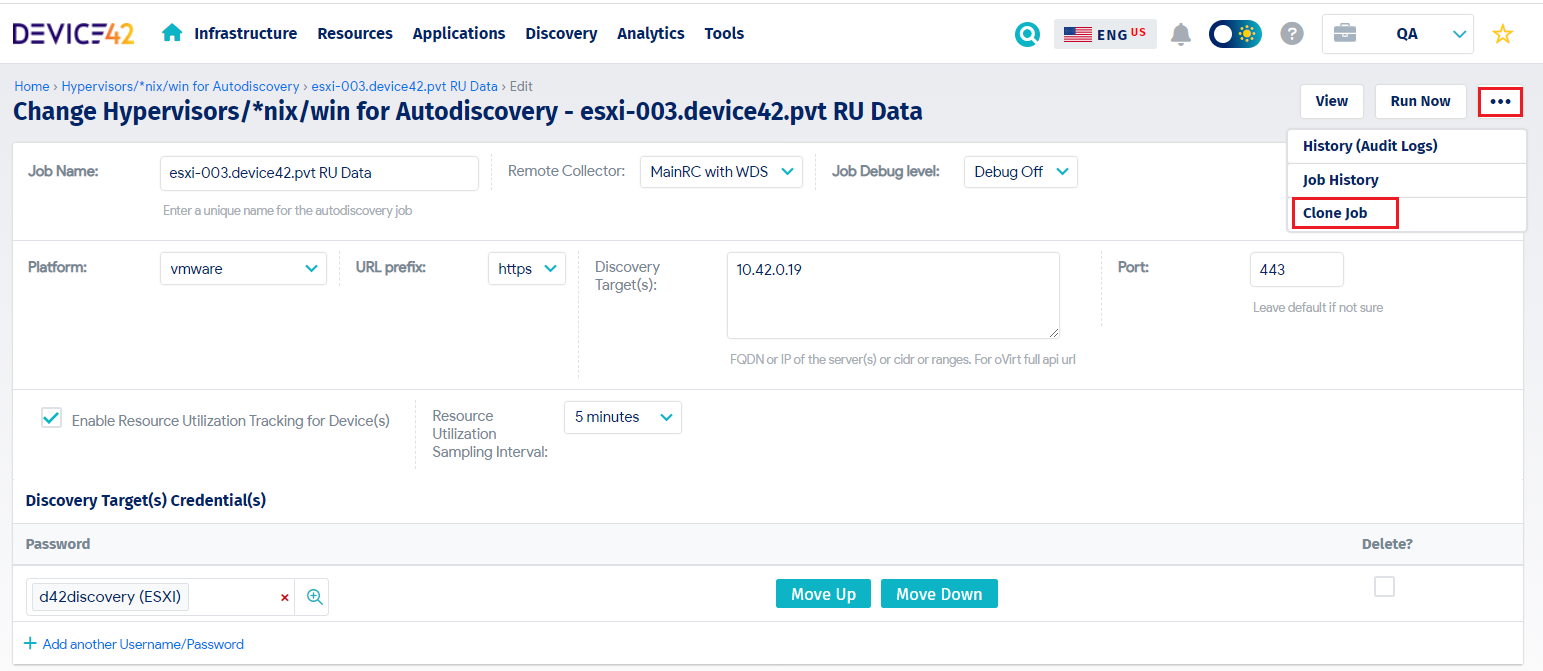 DEVICE42 Infrastructure Resources Applications Discovery Analytics Tools ENG US ? QA
Home › Hypervisors/*nix/win for Autodiscovery › esxi-003.device42.pvt RU Data › Edit
Change Hypervisors/*nix/win for Autodiscovery - esxi-003.device42.pvt RU Data
View Run Now •••
History (Audit Logs)
Job History
Clone Job
Job Name: esxi-003.device42.pvt RU Data Remote Collector: MainRC with WDS Job Debug level: Debug Off
Enter a unique name for the autodiscovery job
Platform: vmware URL prefix: https Discovery
Target(s): 10.42.0.19 Port: 443
Leave default if not sure
FQDN or IP of the server(s) or cidr or ranges. For oVirt full api url
Enable Resource Utilization Tracking for Device(s)
Resource
Utilization
Sampling Interval: 5 minutes
Discovery Target(s) Credential(s)
Password Delete?
d42discovery (ESXI) × Move Up Move Down
+ Add another Username/Password